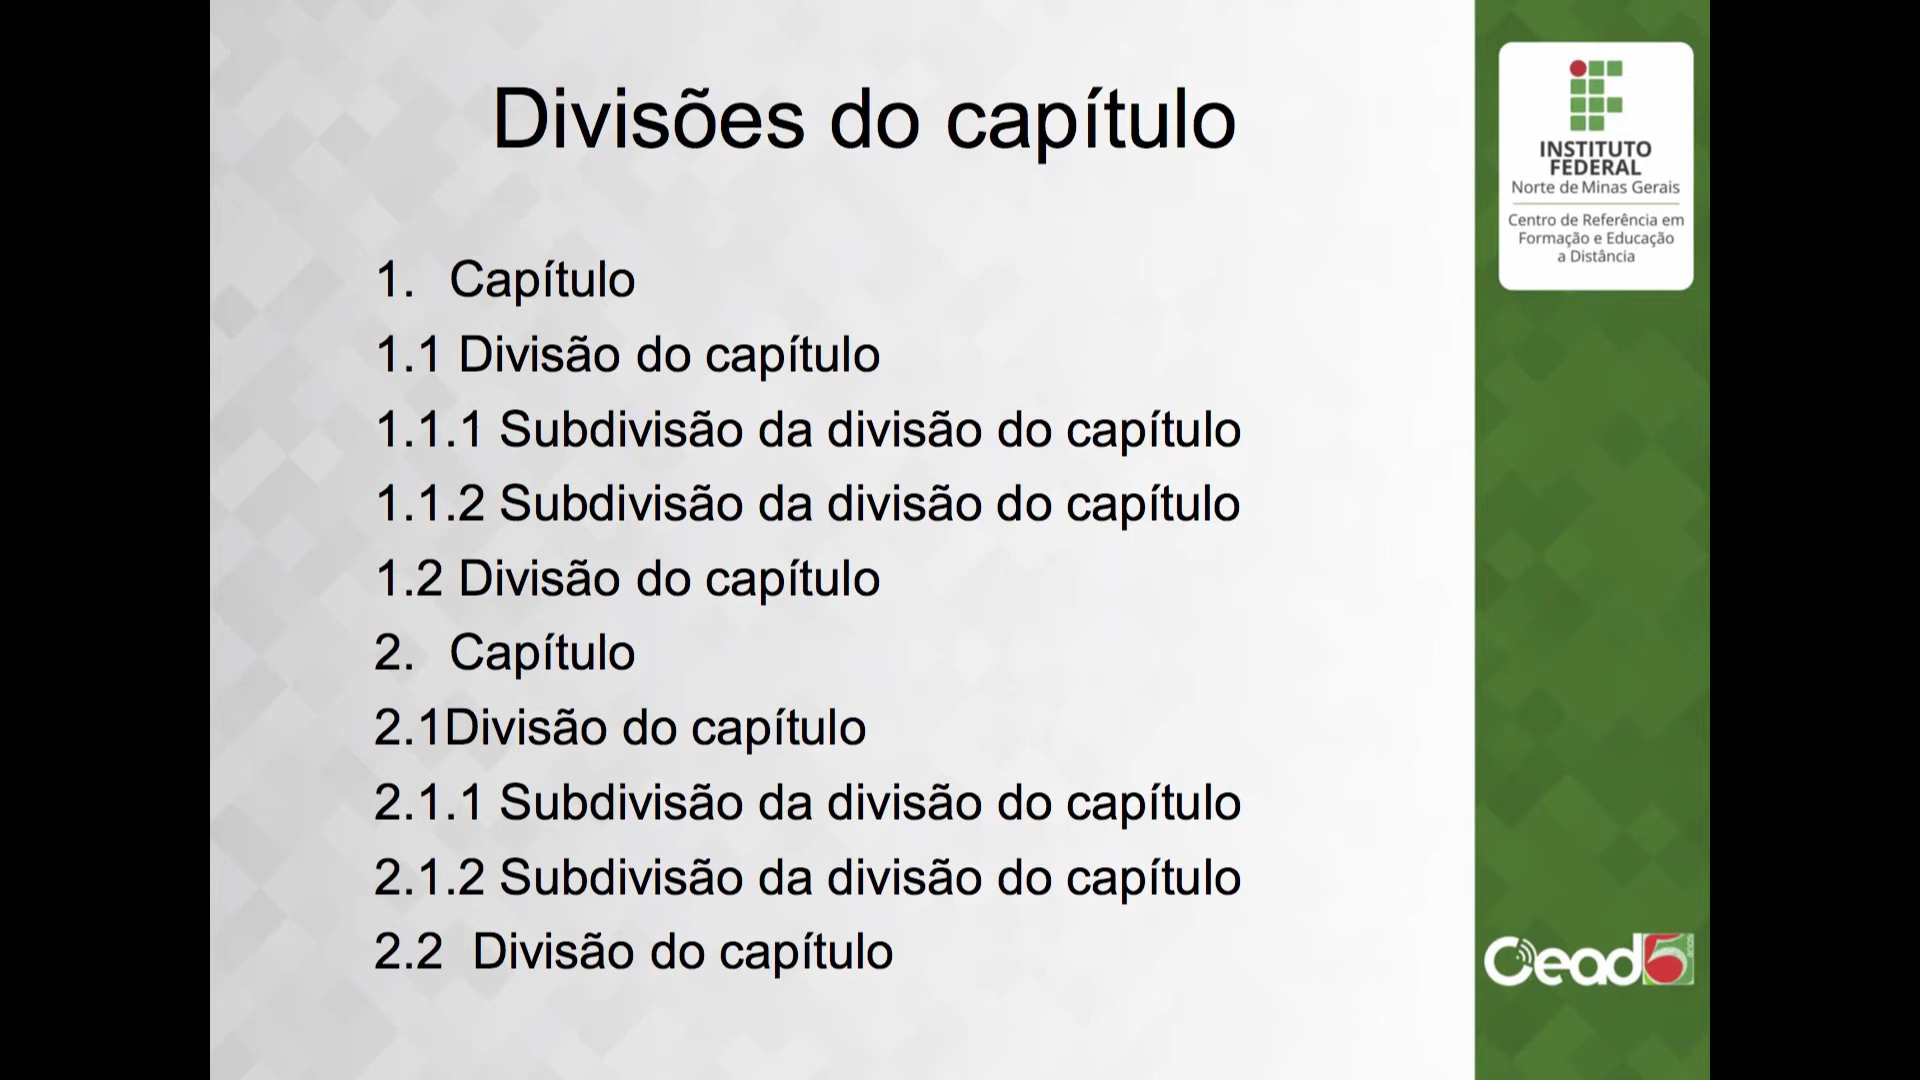 Divisões do capítulo
1. Capítulo
1.1 Divisão do capítulo
1.1.1 Subdivisão da divisão do capítulo
1.1.2 Subdivisão da divisão do capítulo
1.2 Divisão do capítulo
2. Capítulo
2.1Divisão do capítulo
2.1.1 Subdivisão da divisão do capítulo
2.1.2 Subdivisão da divisão do capítulo
2.2 Divisão do capítulo
INSTITUTO
FEDERAL
Norte de Minas Gerais
Centro de Referência em
Formação e Educação
a Distância
Cead 5 anos